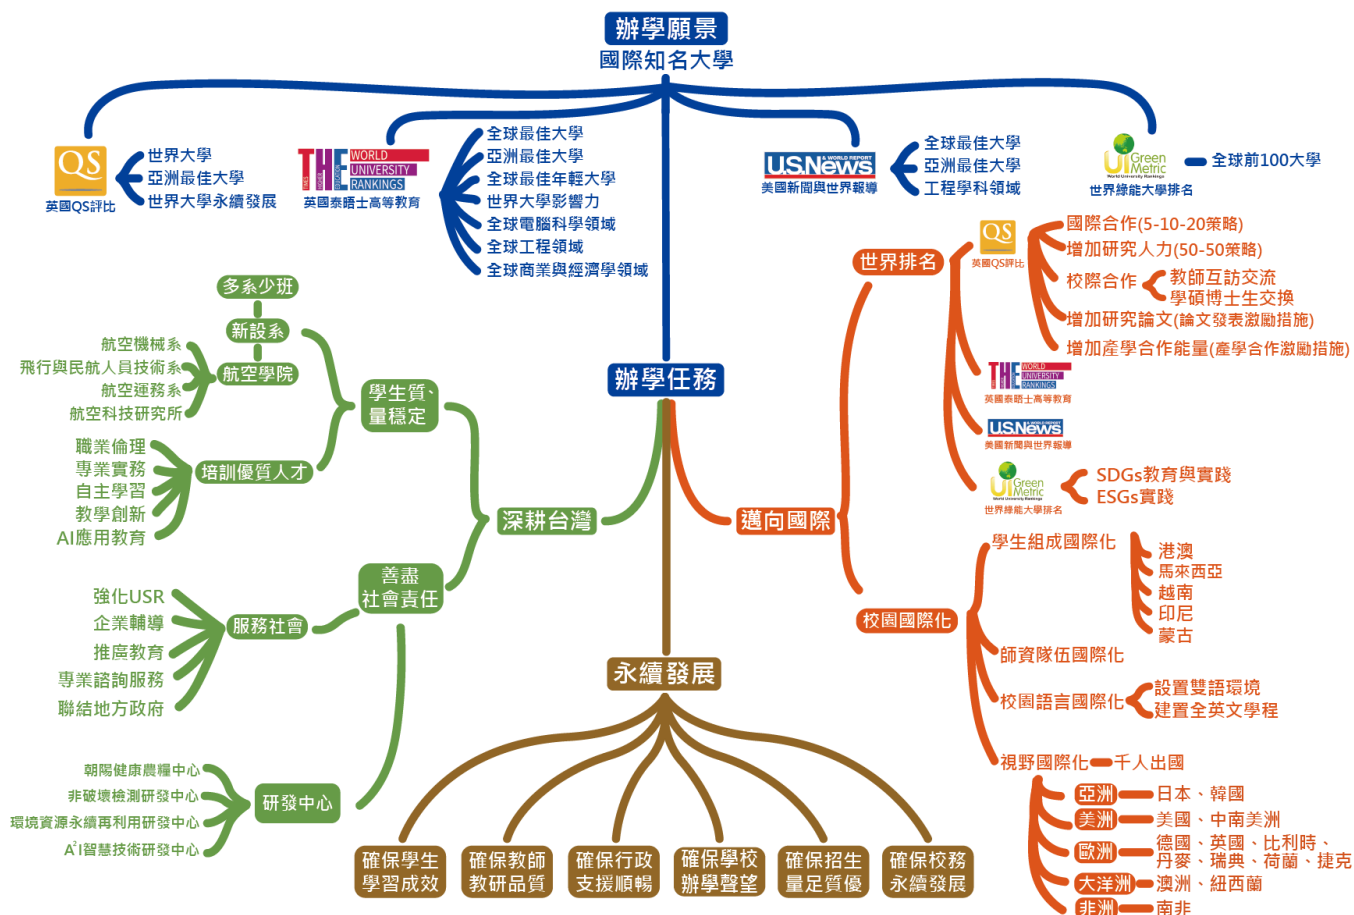 辦學願景
國際知名大學
QS
英國QS評比
世界大學
亞洲最佳大學
世界大學永續發展
THE
TIMES
HIGHER
EDUCATION
WORLD
UNIVERSITY
RANKINGS
英國泰晤士高等教育
全球最佳大學
亞洲最佳大學
全球最佳年輕大學
世界大學影響力
全球電腦科學領域
全球工程領域
全球商業與經濟學領域
U.S.News
& WORLD REPORT
美國新聞與世界報導
全球最佳大學
亞洲最佳大學
工程學科領域
UI Green
Metric
World University Rankings
世界綠能大學排名
全球前100大學
辦學任務
深耕台灣
學生質、
量穩定
多系少班
新設系
航空學院
航空機械系
飛行與民航人員技術系
航空運務系
航空科技研究所
培訓優質人才
職業倫理
專業實務
自主學習
教學創新
AI應用教育
善盡
社會責任
服務社會
強化USR
企業輔導
推廣教育
專業諮詢服務
聯結地方政府
研發中心
朝陽健康農糧中心
非破壞檢測研發中心
環境資源永續再利用研發中心
A²I智慧技術研發中心
邁向國際
世界排名
QS
英國QS評比
國際合作(5-10-20策略)
增加研究人力(50-50策略)
校際合作
教師互訪交流
學碩博士生交換
增加研究論文(論文發表激勵措施)
增加產學合作能量(產學合作激勵措施)
THE
WORLD
UNIVERSITY
RANKINGS
英國泰晤士高等教育
U.S.News
美國新聞與世界報導
UI Green
Metric
World University Rankings
世界綠能大學排名
SDGs教育與實踐
ESGs實踐
校園國際化
學生組成國際化
港澳
馬來西亞
越南
印尼
蒙古
師資隊伍國際化
校園語言國際化
設置雙語環境
建置全英文學程
視野國際化
千人出國
亞洲
日本、韓國
美洲
美國、中南美洲
歐洲
德國、英國、比利時、
丹麥、瑞典、荷蘭、捷克
大洋洲
澳洲、紐西蘭
非洲
南非
永續發展
確保學生
學習成效
確保教師
教研品質
確保行政
支援順暢
確保學校
辦學聲望
確保招生
量足質優
確保校務
永續發展